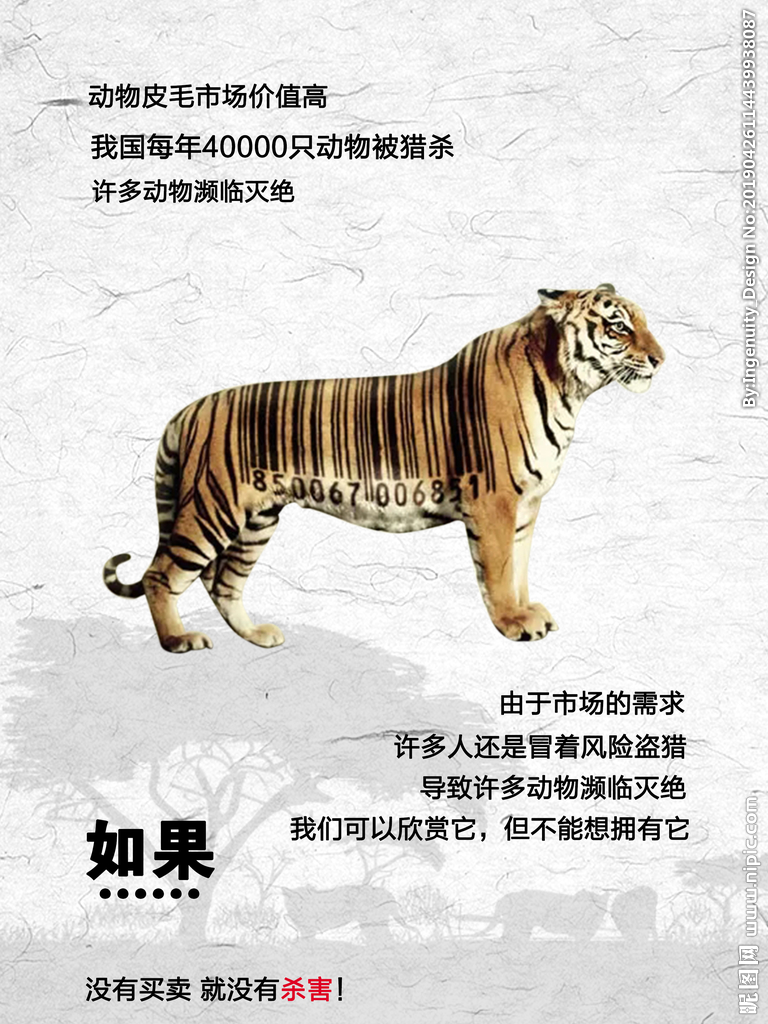 动物皮毛市场价值高
我国每年40000只动物被猎杀
许多动物濒临灭绝
850067 006851
由于市场的需求
许多人还是冒着风险盗猎
导致许多动物濒临灭绝
我们可以欣赏它，但不能想拥有它
如果
······
没有买卖 就没有杀害！
By:Ingenuity Design No.20190426114439938087
昵图网 www.nipic.com